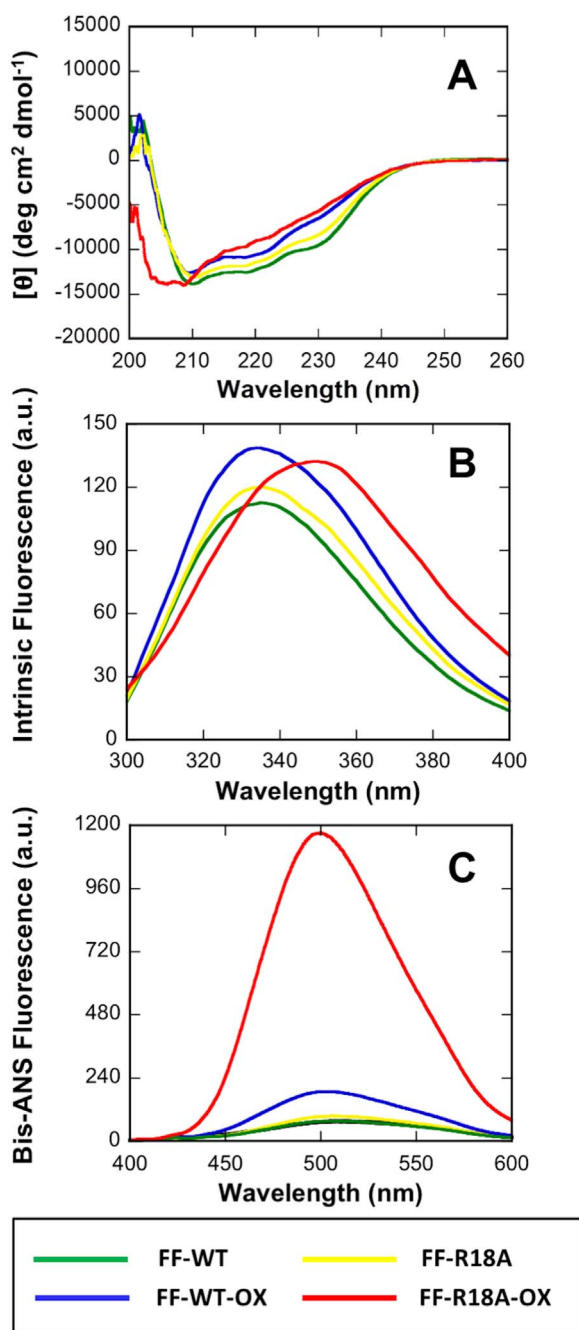 15000
A
10000
5000
0
-5000
-10000
-15000
-20000
[θ] (deg cm² dmol⁻¹)
200 210 220 230 240 250 260
Wavelength (nm)
150
B
120
90
60
30
0
Intrinsic Fluorescence (a.u.)
300 320 340 360 380 400
Wavelength (nm)
1200
C
960
720
480
240
0
Bis-ANS Fluorescence (a.u.)
400 450 500 550 600
Wavelength (nm)
FF-WT FF-R18A
FF-WT-OX FF-R18A-OX